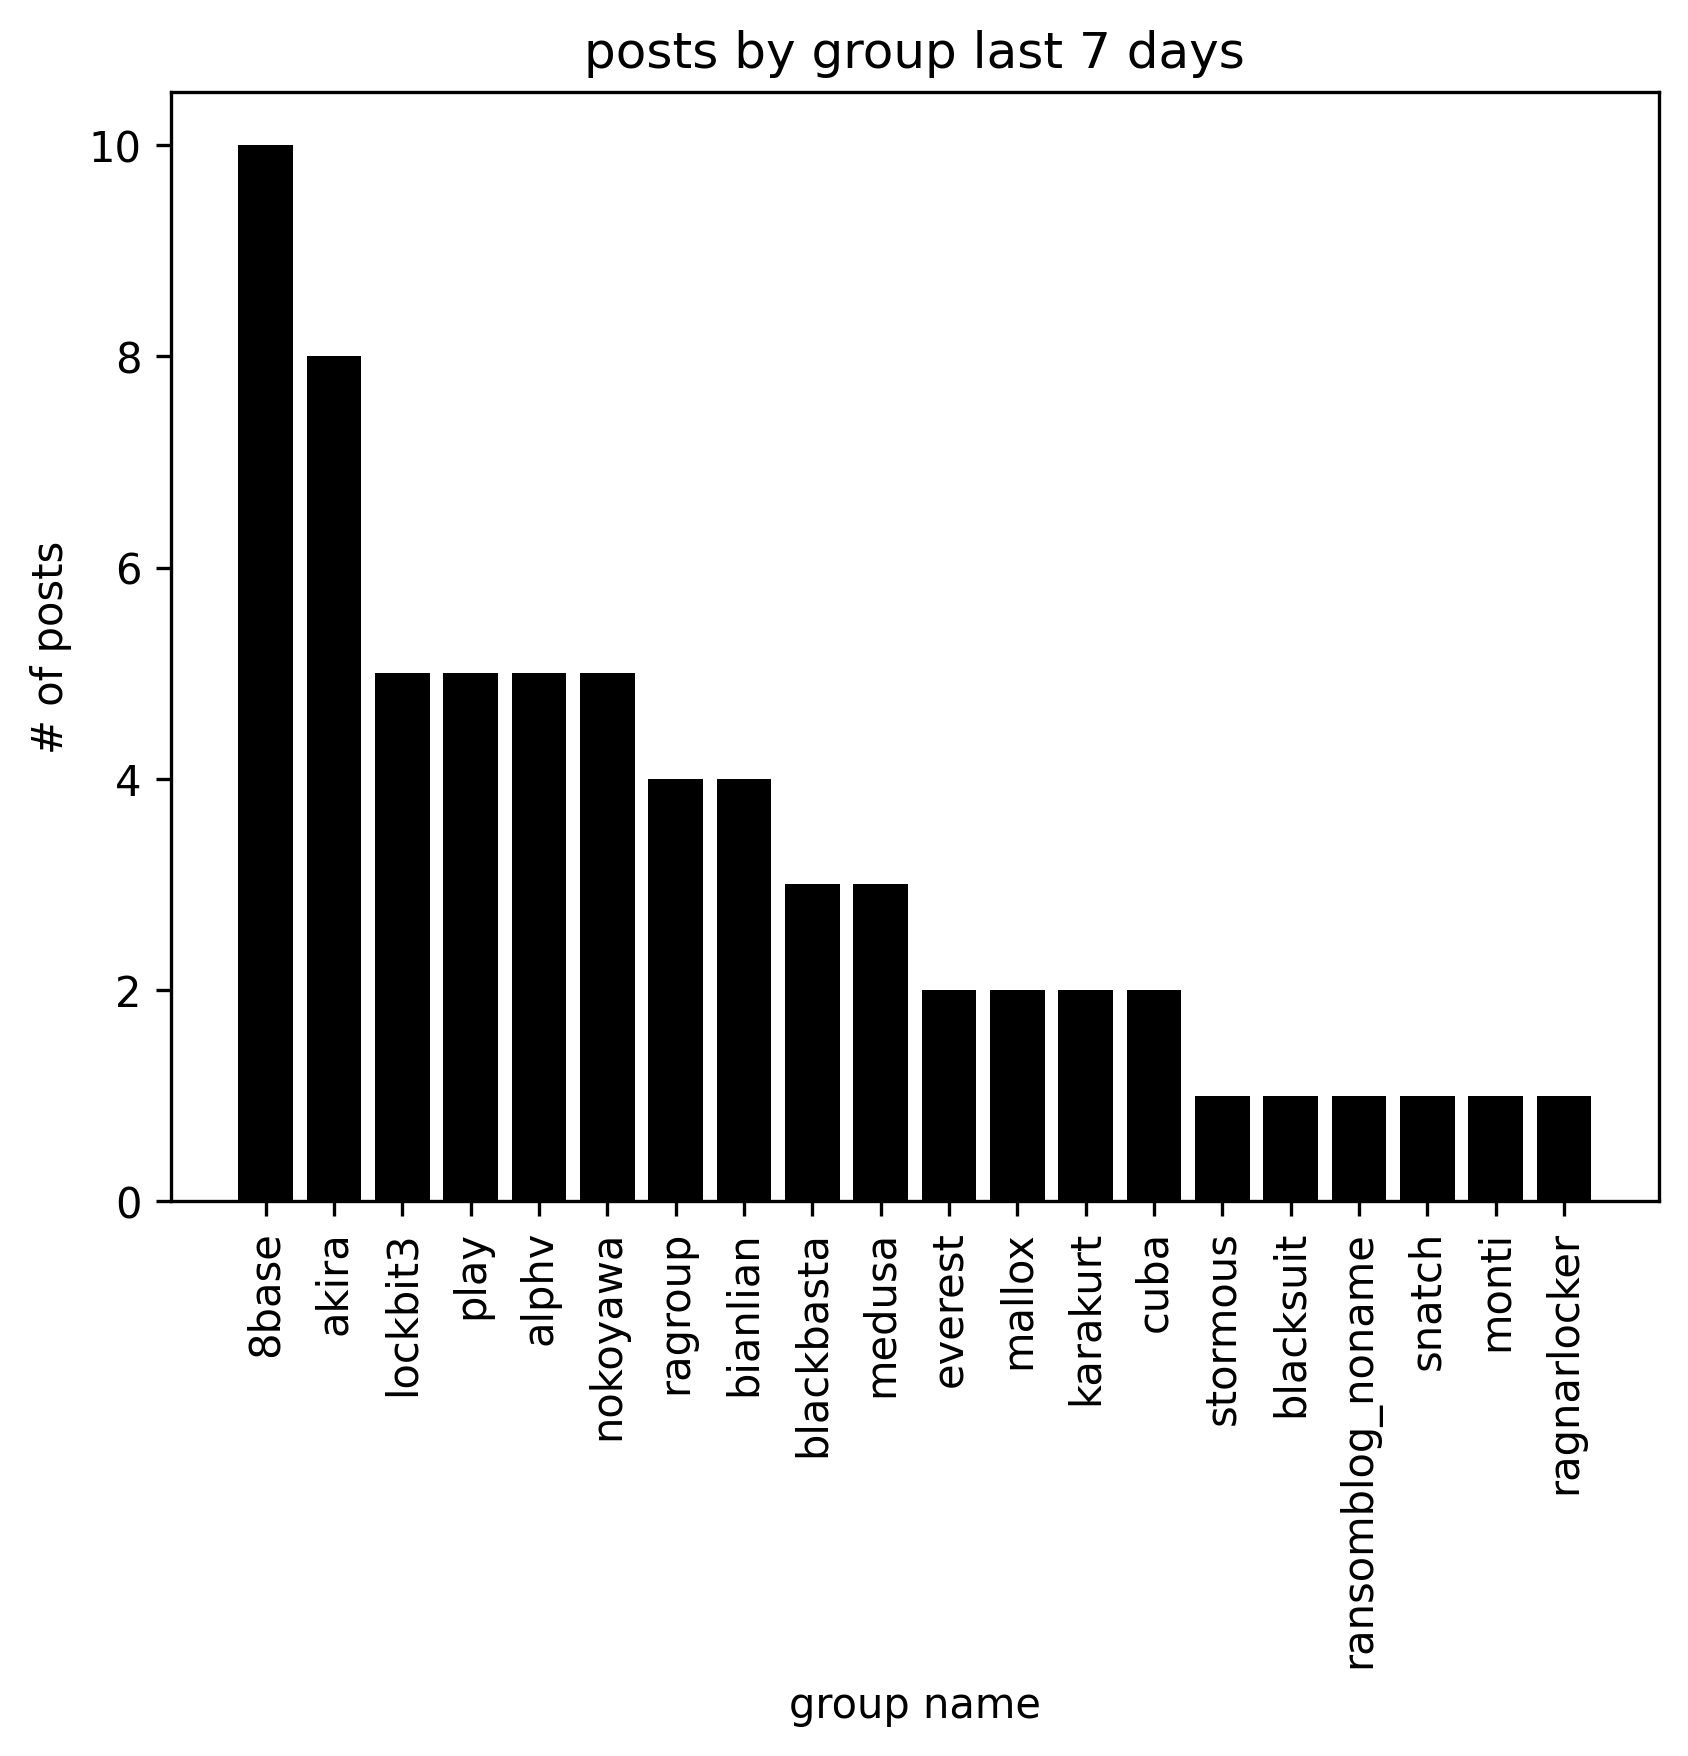 posts by group last 7 days
# of posts
10
8
6
4
2
0
8base
akira
lockbit3
play
alphv
nokoyawa
ragroup
bianlian
blackbasta
medusa
everest
mallox
karakurt
cuba
stormous
blacksuit
ransomblog_noname
snatch
monti
ragnarlocker
group name